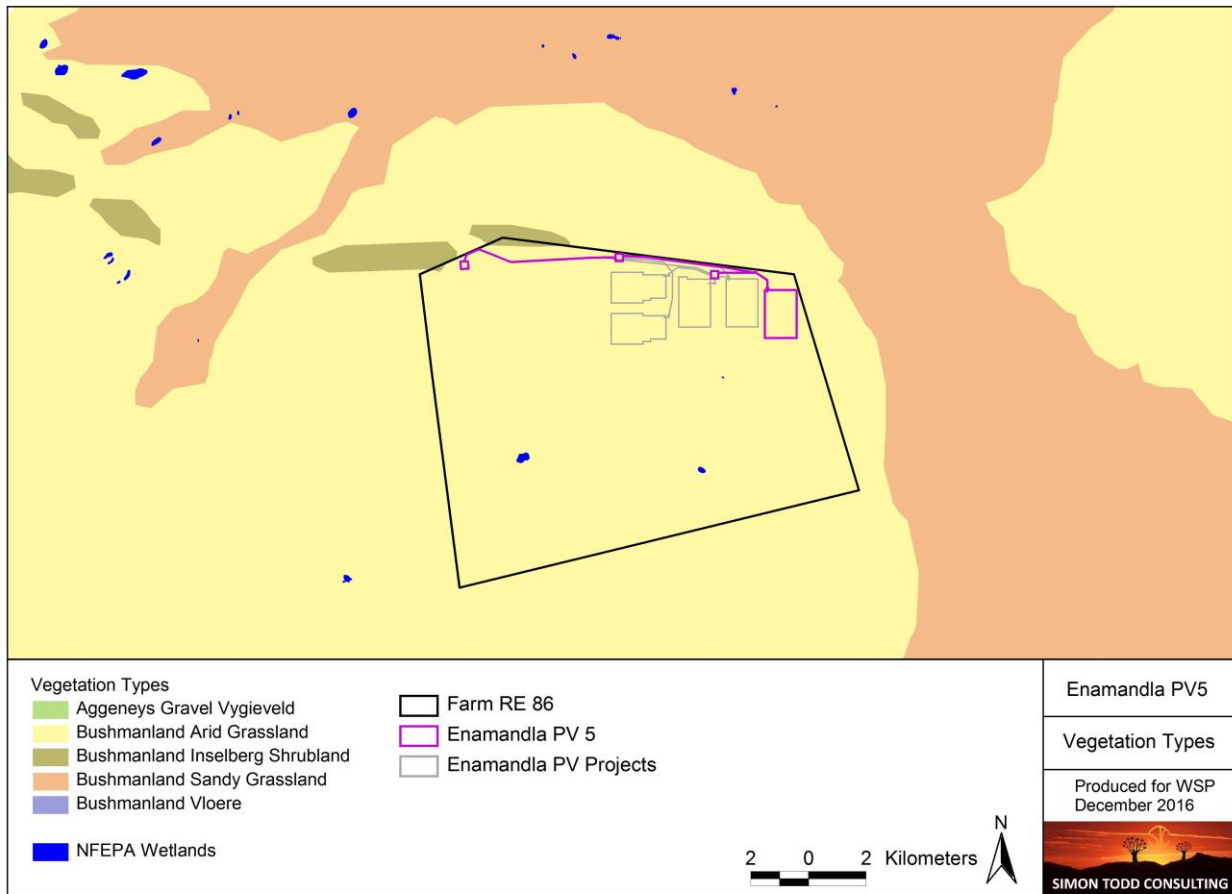 Vegetation Types
Aggeneys Gravel Vygieveld
Bushmanland Arid Grassland
Bushmanland Inselberg Shrubland
Bushmanland Sandy Grassland
Bushmanland Vloere
NFEPA Wetlands
Farm RE 86
Enamandla PV 5
Enamandla PV Projects
N
2 0 2 Kilometers
Enamandla PV5
Vegetation Types
Produced for WSP
December 2016
SIMON TODD CONSULTING